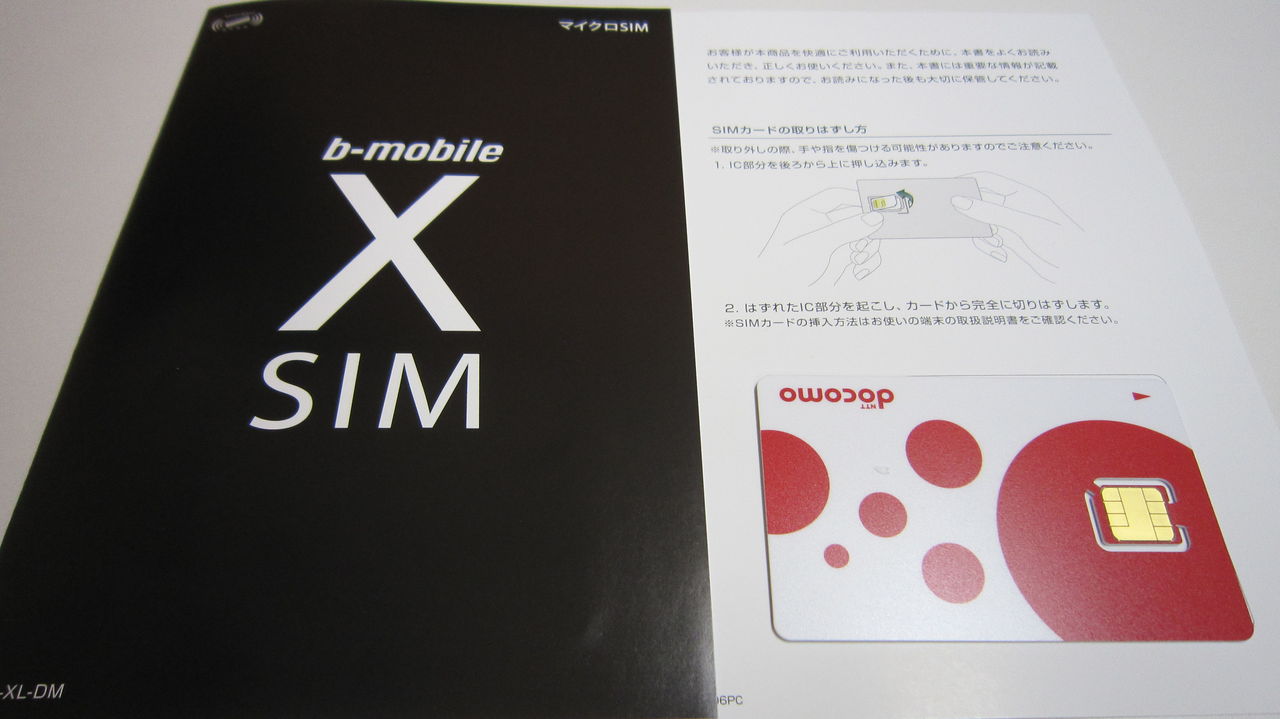 マイクロSIM
b-mobile
X
SIM
-XL-DM
お客様が本商品を快適にご利用いただくために、本書をよくお読み
いただき、正しくお使いください。また、本書には重要な情報が記載
されておりますので、お読みになった後も大切に保管してください。
SIMカードの取りはずし方
※取り外しの際、手や指を傷つける可能性がありますのでご注意ください。
1. IC部分を後ろから上に押し込みます。
2. はずれたIC部分を起こし、カードから完全に切りはずします。
※SIMカードの挿入方法はお使いの端末の取扱説明書をご確認ください。
NTT
docomo
06PC